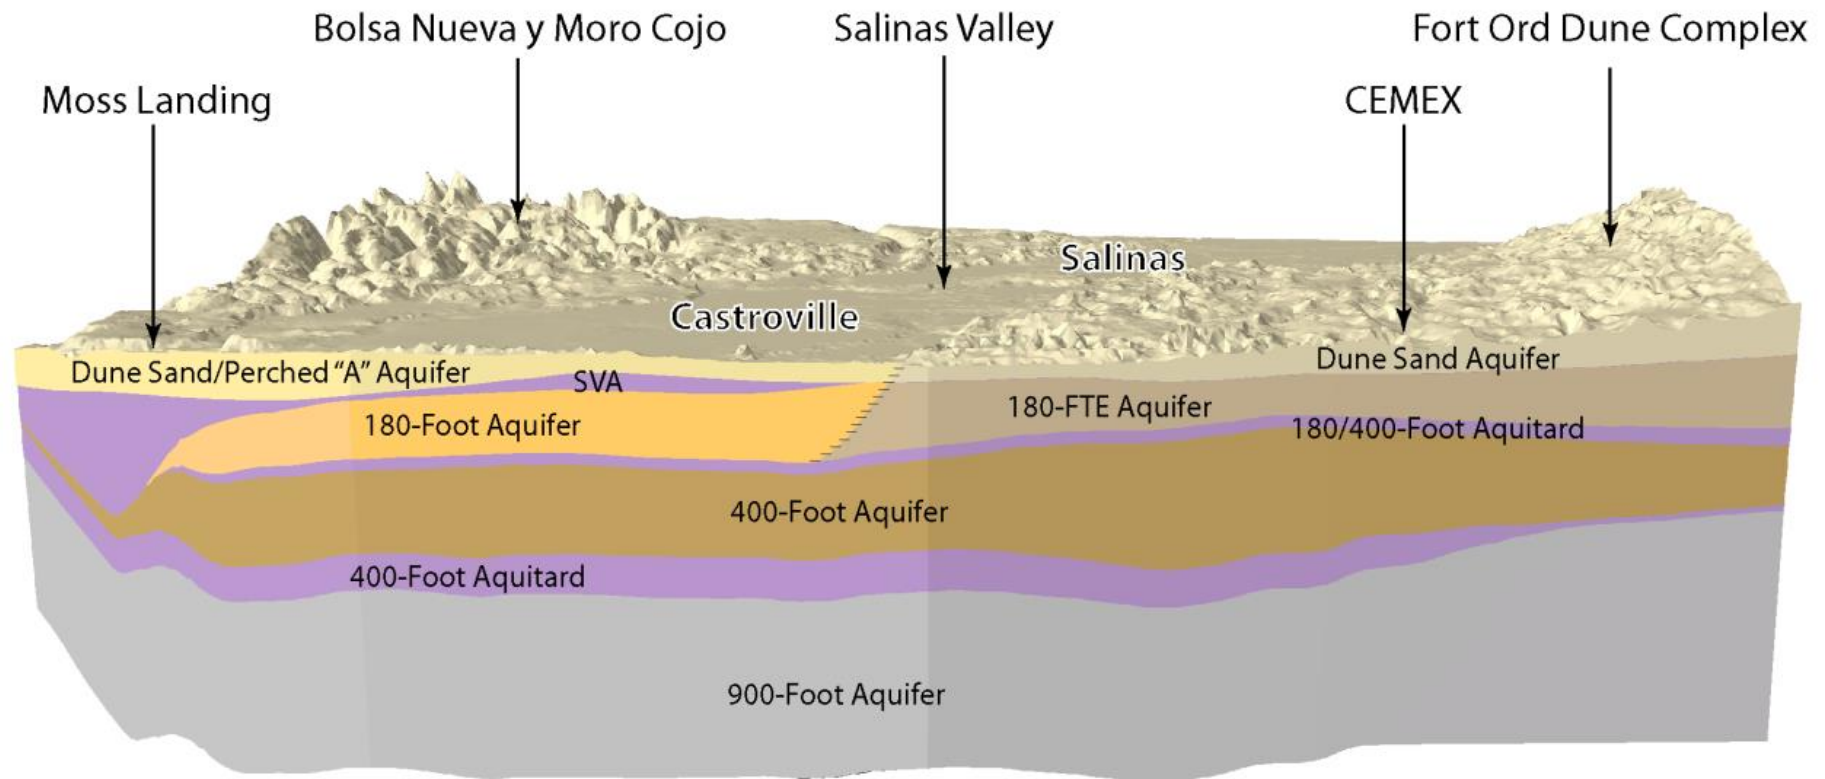 Bolsa Nueva y Moro Cojo
Salinas Valley
Fort Ord Dune Complex
Moss Landing
CEMEX
Salinas
Castroville
Dune Sand/Perched “A” Aquifer
SVA
Dune Sand Aquifer
180-Foot Aquifer
180-FTE Aquifer
180/400-Foot Aquitard
400-Foot Aquifer
400-Foot Aquitard
900-Foot Aquifer